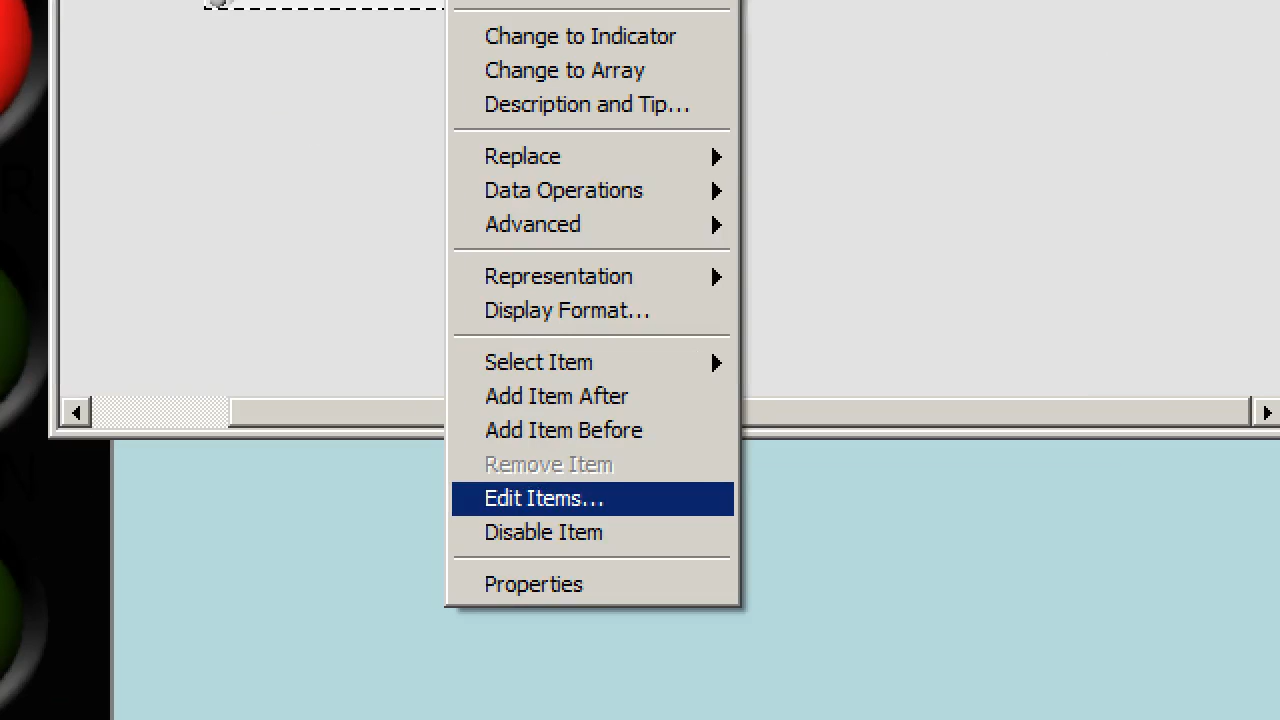 Change to Indicator
Change to Array
Description and Tip...
Replace
Data Operations
Advanced
Representation
Display Format...
Select Item
Add Item After
Add Item Before
Remove Item
Edit Items...
Disable Item
Properties